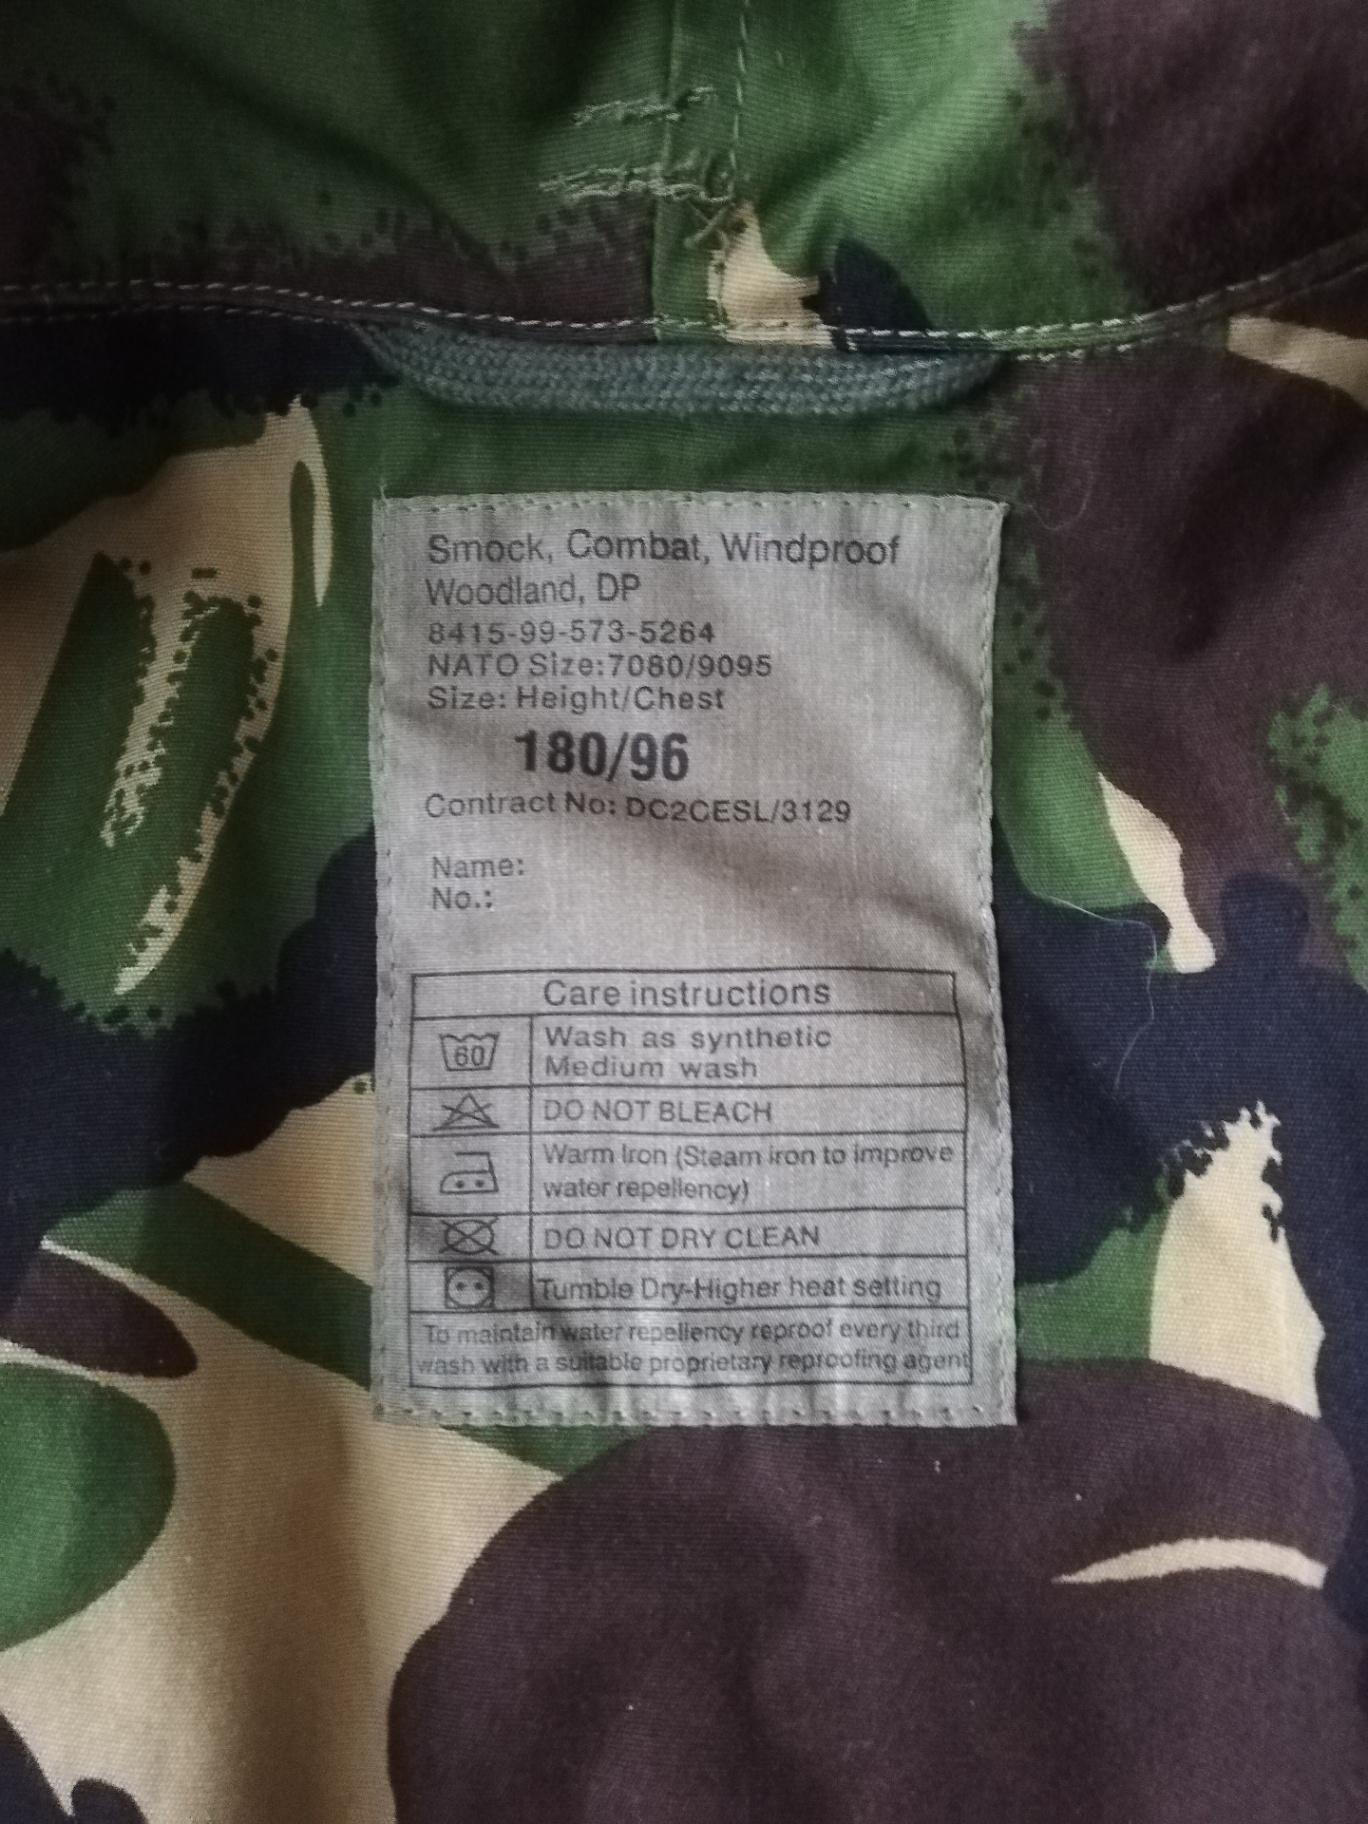 Smock, Combat, Windproof
Woodland, DP
8415-99-573-5264
NATO Size:7080/9095
Size: Height/Chest
180/96
Contract No: DC2CESL/3129
Name:
No.:
Care instructions
60
Wash as synthetic
Medium wash
DO NOT BLEACH
Warm Iron (Steam iron to improve
water repellency)
DO NOT DRY CLEAN
Tumble Dry-Higher heat setting
To maintain water repellency reproof every third
wash with a suitable proprietary reproofing agent